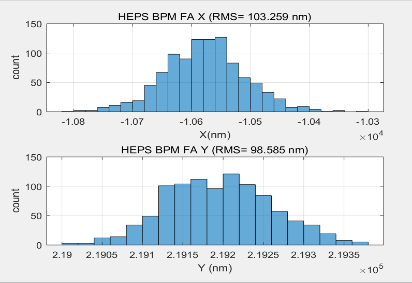 HEPS BPM FA X (RMS= 103.259 nm)
150
100
50
0
count
-1.08 -1.07 -1.06 -1.05 -1.04 -1.03
X(nm)
×10⁴
HEPS BPM FA Y (RMS= 98.585 nm)
150
100
50
0
count
2.19 2.1905 2.191 2.1915 2.192 2.1925 2.193 2.1935
Y (nm)
×10⁵